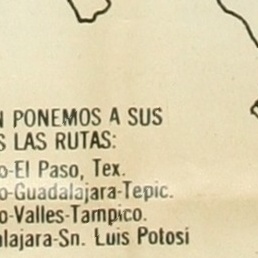 N PONEMOS A SUS
S LAS RUTAS:
o-El Paso, Tex.
o-Guadalajara-Tepic.
o-Valles-Tampico.
alajara-Sn. Luis Potosi